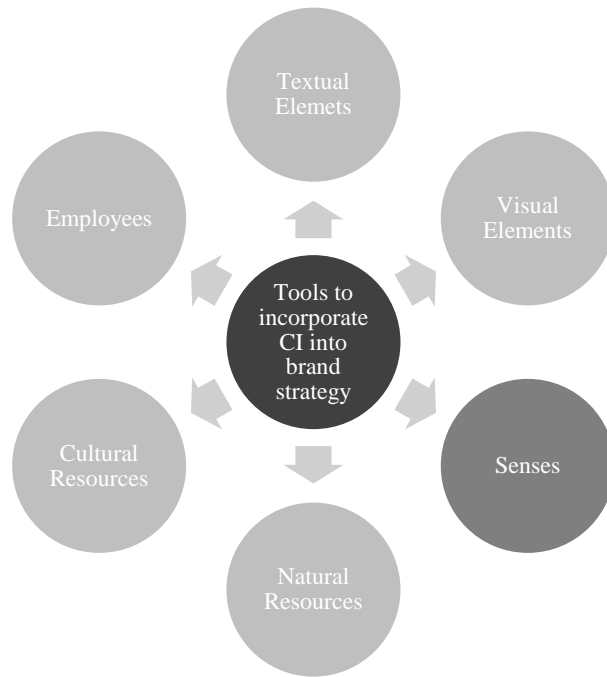 Textual
Elemets
Employees
Visual
Elements
Tools to
incorporate
CI into
brand
strategy
Cultural
Resources
Senses
Natural
Resources